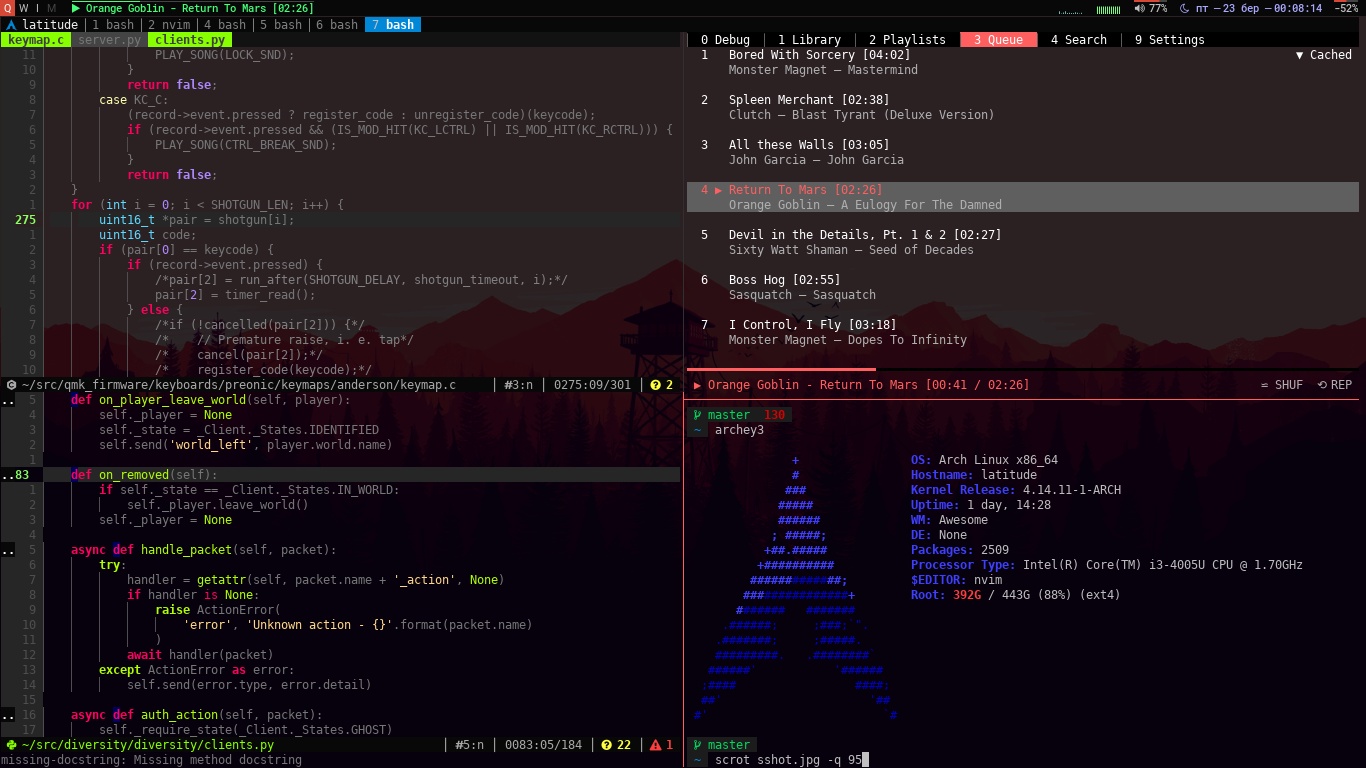 Q W I M ▶ Orange Goblin - Return To Mars [02:26] 77% пт — 23 бер — 00:08:14 ~52%
latitude 1 bash 2 nvim 4 bash 5 bash 6 bash 7 bash
keymap.c server.py clients.py
11 PLAY_SONG(LOCK_SND);
10 }
9 return false;
8 case KC_C:
7 (record->event.pressed ? register_code : unregister_code)(keycode);
6 if (record->event.pressed && (IS_MOD_HIT(KC_LCTRL) || IS_MOD_HIT(KC_RCTRL))) {
5 PLAY_SONG(CTRL_BREAK_SND);
4 }
3 return false;
2 }
1 for (int i = 0; i < SHOTGUN_LEN; i++) {
275 uint16_t *pair = shotgun[i];
1 uint16_t code;
2 if (pair[0] == keycode) {
3 if (record->event.pressed) {
4 /*pair[2] = run_after(SHOTGUN_DELAY, shotgun_timeout, i);*/
5 pair[2] = timer_read();
6 } else {
7 /*if (!cancelled(pair[2])) {*/
8 /* // Premature raise, i. e. tap*/
9 /* cancel(pair[2]);*/
10 /* register_code(keycode);*/
~/src/qmk_firmware/keyboards/preonic/keymaps/anderson/keymap.c #3:n 0275:09/301 2
.. 5 def on_player_leave_world(self, player):
4 self._player = None
3 self._state = _Client._States.IDENTIFIED
2 self.send('world_left', player.world.name)
1
..83 def on_removed(self):
1 if self._state == _Client._States.IN_WORLD:
2 self._player.leave_world()
3 self._player = None
4
.. 5 async def handle_packet(self, packet):
6 try:
7 handler = getattr(self, packet.name + '_action', None)
8 if handler is None:
9 raise ActionError(
10 'error', 'Unknown action - {}'.format(packet.name)
11 )
12 await handler(packet)
13 except ActionError as error:
14 self.send(error.type, error.detail)
15
.. 16 async def auth_action(self, packet):
17 self._require_state(_Client._States.GHOST)
~/src/diversity/diversity/clients.py #5:n 0083:05/184 22 1
missing-docstring: Missing method docstring
0 Debug 1 Library 2 Playlists 3 Queue 4 Search 9 Settings
1 Bored With Sorcery [04:02] ▼ Cached
Monster Magnet — Mastermind
2 Spleen Merchant [02:38]
Clutch — Blast Tyrant (Deluxe Version)
3 All these Walls [03:05]
John Garcia — John Garcia
4 ▶ Return To Mars [02:26]
Orange Goblin — A Eulogy For The Damned
5 Devil in the Details, Pt. 1 & 2 [02:27]
Sixty Watt Shaman — Seed of Decades
6 Boss Hog [02:55]
Sasquatch — Sasquatch
7 I Control, I Fly [03:18]
Monster Magnet — Dopes To Infinity
▶ Orange Goblin - Return To Mars [00:41 / 02:26] SHUF REP
master 130
~ archey3
OS: Arch Linux x86_64
Hostname: latitude
Kernel Release: 4.14.11-1-ARCH
Uptime: 1 day, 14:28
WM: Awesome
DE: None
Packages: 2509
Processor Type: Intel(R) Core(TM) i3-4005U CPU @ 1.70GHz
$EDITOR: nvim
Root: 392G / 443G (88%) (ext4)
master
~ scrot sshot.jpg -q 95